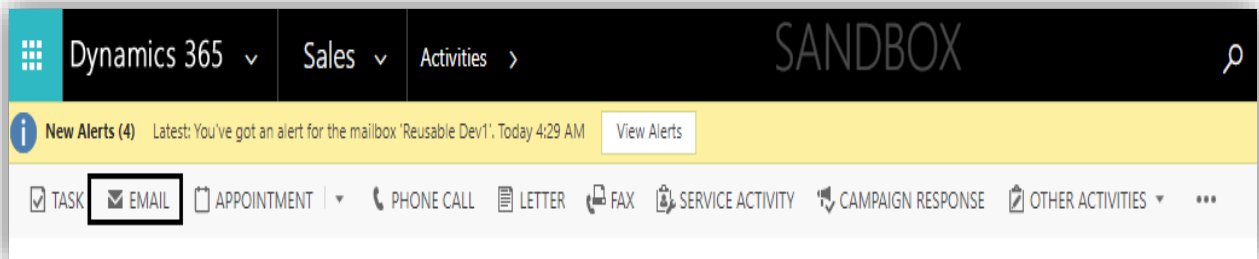 Dynamics 365 Sales Activities SANDBOX
New Alerts (4) Latest: You've got an alert for the mailbox 'Reusable Dev1'. Today 4:29 AM View Alerts
TASK EMAIL APPOINTMENT PHONE CALL LETTER FAX SERVICE ACTIVITY CAMPAIGN RESPONSE OTHER ACTIVITIES